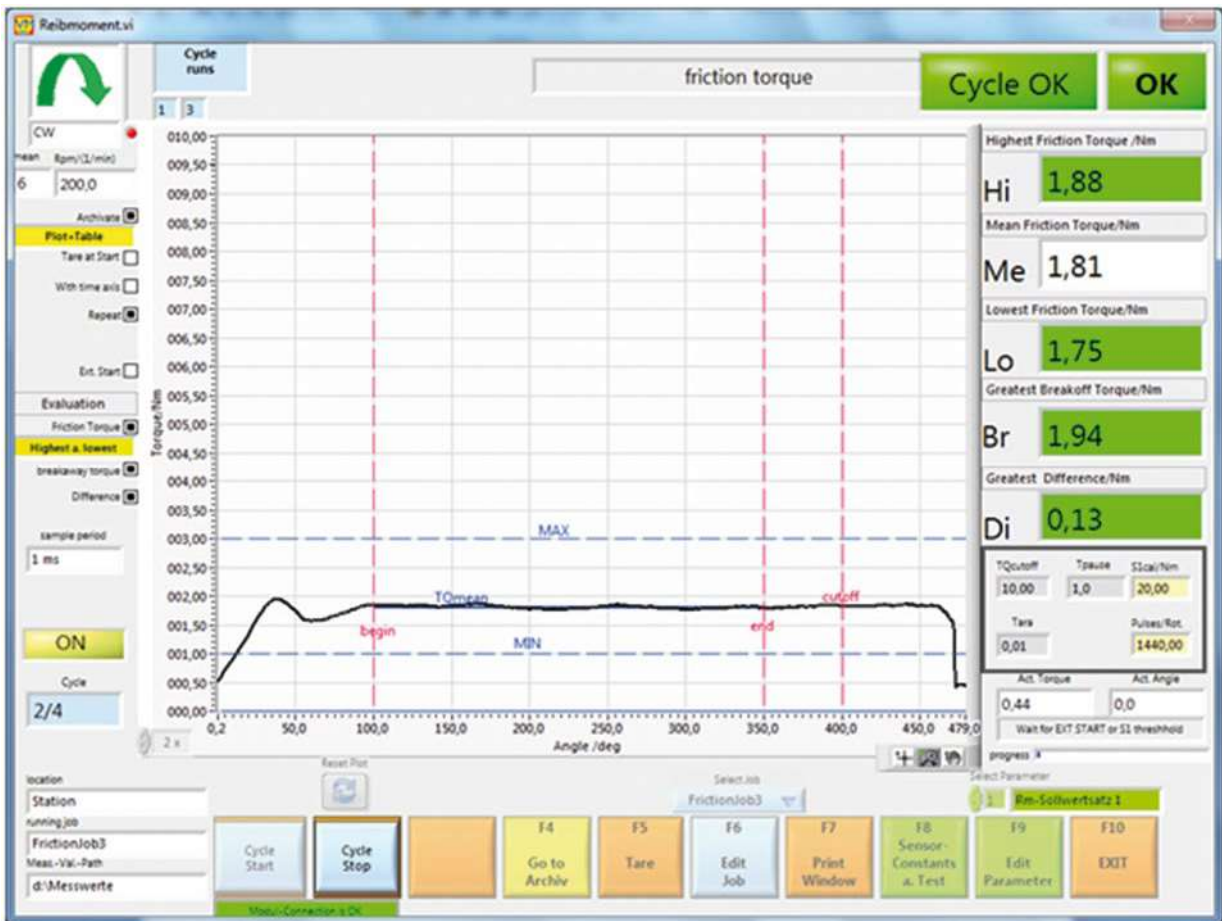 Reibmoment.vi
Cycle runs
1 3
friction torque
Cycle OK
OK
CW
mean Rpm/(1/min)
6 200,0
Archivate
Plot+Table
Tare at Start
With time axis
Repeat
Ext. Start
Evaluation
Friction Torque
Highest a. lowest
breakaway torque
Difference
sample period
1 ms
ON
Cycle
2/4
Torque/Nm
010,00
009,50
009,00
008,50
008,00
007,50
007,00
006,50
006,00
005,50
005,00
004,50
004,00
003,50
003,00
002,50
002,00
001,50
001,00
000,50
000,00
MAX
TQmean
cutoff
begin
end
MIN
0,2 50,0 100,0 150,0 200,0 250,0 300,0 350,0 400,0 450,0 479,0
Angle /deg
2 x
Highest Friction Torque /Nm
Hi 1,88
Mean Friction Torque/Nm
Me 1,81
Lowest Friction Torque/Nm
Lo 1,75
Greatest Breakoff Torque/Nm
Br 1,94
Greatest Difference/Nm
Di 0,13
TQcutoff Tpause S1cal/Nm
10,00 1,0 20,00
Tara Pulses/Rot.
0,01 1440,00
Act. Torque Act. Angle
0,44 0,0
Wait for EXT START or S1 threshhold
progress
Reset Plot
Select Job
FrictionJob3
Select Parameter
1 Rm-Sollwertsatz 1
location
Station
running job
FrictionJob3
Meas.-Val.-Path
d:\Messwerte
Cycle Start
Cycle Stop
F4 Go to Archiv
F5 Tare
F6 Edit Job
F7 Print Window
F8 Sensor-Constants a. Test
F9 Edit Parameter
F10 EXIT
Modul-Connection is OK